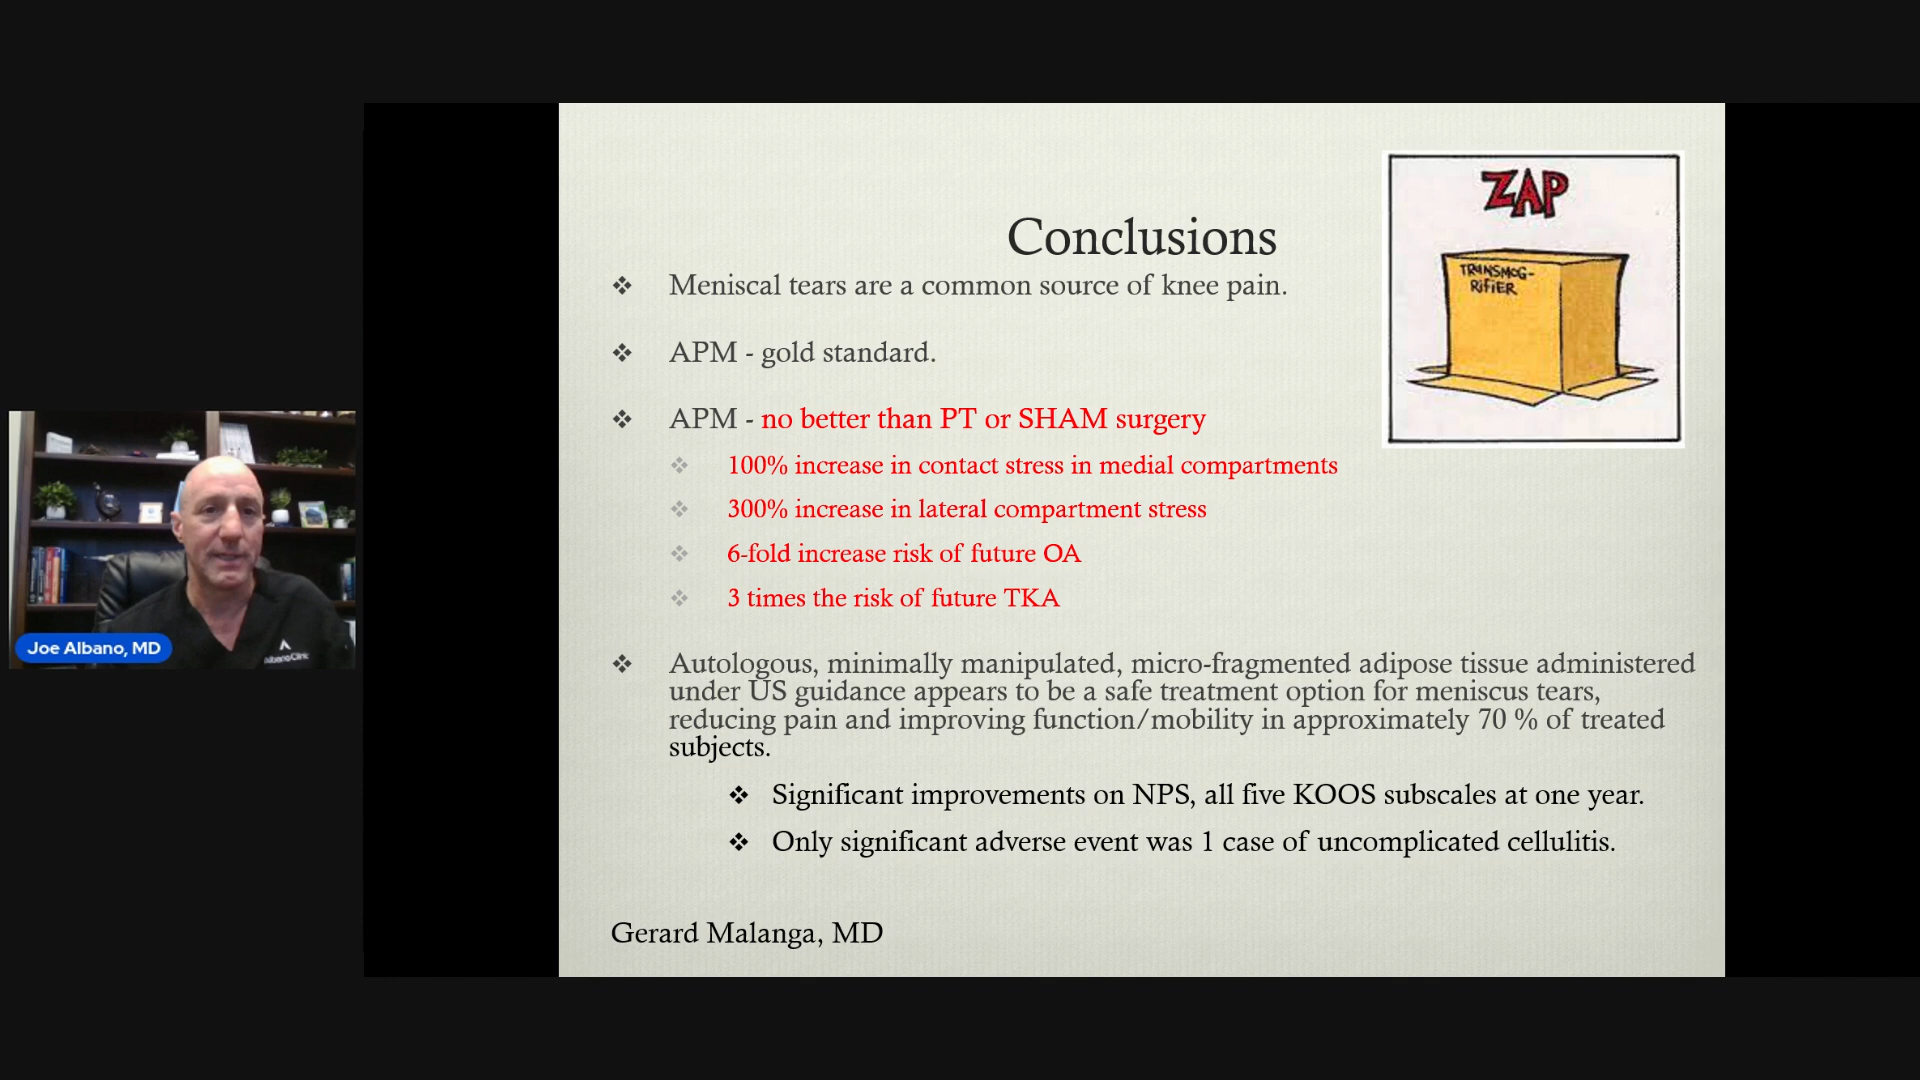 Conclusions
Meniscal tears are a common source of knee pain.
APM - gold standard.
APM - no better than PT or SHAM surgery
100% increase in contact stress in medial compartments
300% increase in lateral compartment stress
6-fold increase risk of future OA
3 times the risk of future TKA
Autologous, minimally manipulated, micro-fragmented adipose tissue administered
under US guidance appears to be a safe treatment option for meniscus tears,
reducing pain and improving function/mobility in approximately 70 % of treated
subjects.
Significant improvements on NPS, all five KOOS subscales at one year.
Only significant adverse event was 1 case of uncomplicated cellulitis.
Gerard Malanga, MD
ZAP
TRANSMOG-
RiFiER
Joe Albano, MD
Albano Clinic